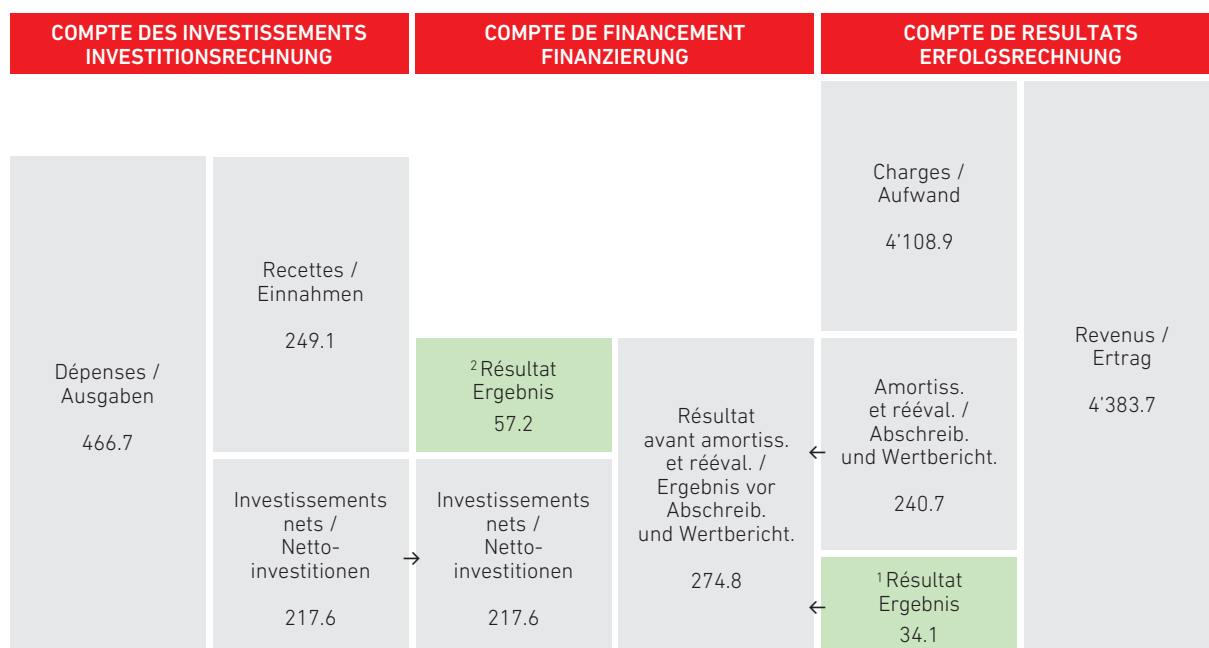 COMPTE DES INVESTISSEMENTS
INVESTITIONSRECHNUNG
COMPTE DE FINANCEMENT
FINANZIERUNG
COMPTE DE RESULTATS
ERFOLGSRECHNUNG
Dépenses /
Ausgaben
466.7
Recettes /
Einnahmen
249.1
Investissements
nets /
Netto-
investitionen
217.6
→
² Résultat
Ergebnis
57.2
Investissements
nets /
Netto-
investitionen
217.6
Résultat
avant amortiss.
et rééval. /
Ergebnis vor
Abschreib.
und Wertbericht.
274.8
Charges /
Aufwand
4’108.9
←
Amortiss.
et rééval. /
Abschreib.
und Wertbericht.
240.7
←
¹ Résultat
Ergebnis
34.1
Revenus /
Ertrag
4’383.7